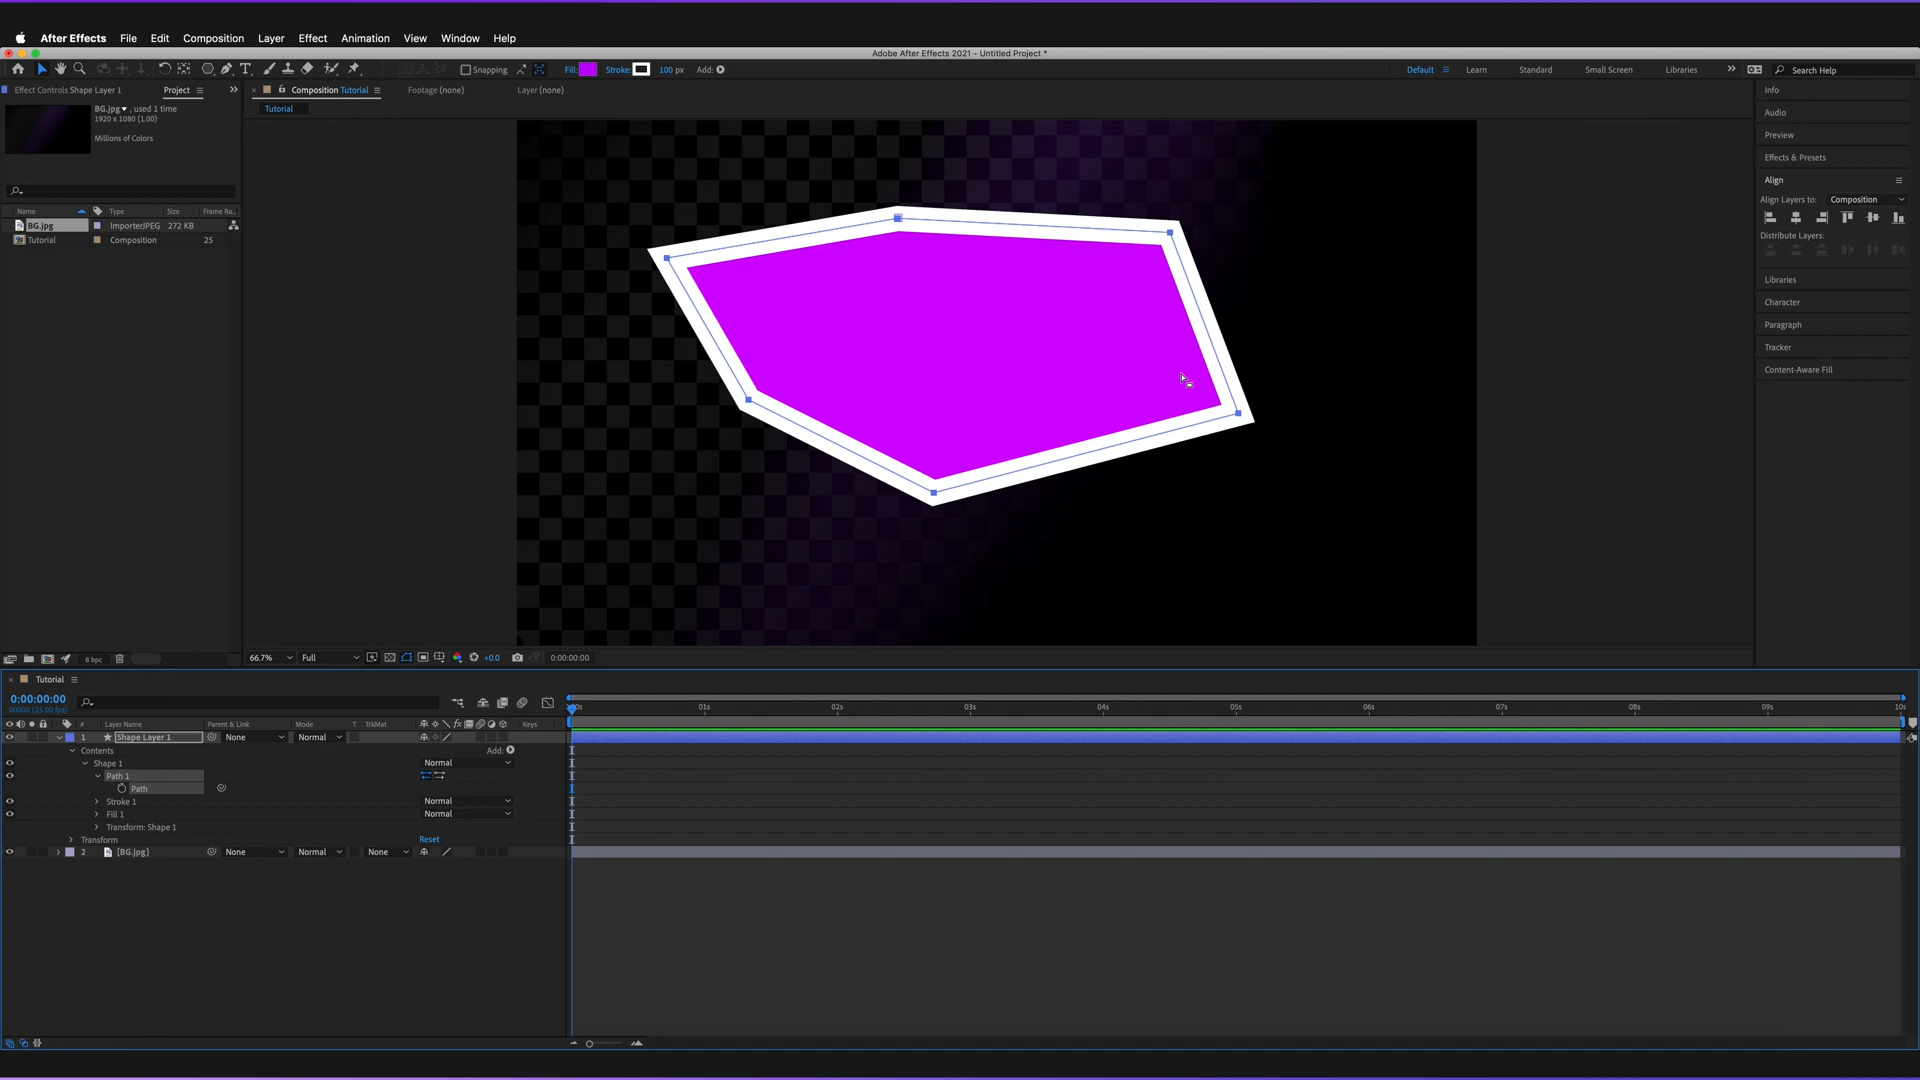 After Effects File Edit Composition Layer Effect Animation View Window Help
Adobe After Effects 2021 - Untitled Project *
Snapping Fill: Stroke: 100 px Add: Default Learn Standard Small Screen Libraries Search Help
Effect Controls Shape Layer 1 Project Composition Tutorial Footage (none) Layer (none)
Tutorial
BG.jpg , used 1 time
1920 x 1080 (1.00)
Millions of Colors
Name Type Size Frame Ra...
BG.jpg ImporterJPEG 272 KB
Tutorial Composition 25
Info
Audio
Preview
Effects & Presets
Align
Align Layers to: Composition
Distribute Layers:
Libraries
Character
Paragraph
Tracker
Content-Aware Fill
8 bpc 66.7% Full +0.0 0:00:00:00
Tutorial
0:00:00:00
00000 (25.00 fps)
01s 02s 03s 04s 05s 06s 07s 08s 09s 10s
# Layer Name Parent & Link Mode T TrkMat Keys
1 Shape Layer 1 None Normal
Contents Add:
Shape 1 Normal
Path 1
Path
Stroke 1 Normal
Fill 1 Normal
Transform: Shape 1
Transform Reset
2 [BG.jpg] None Normal None